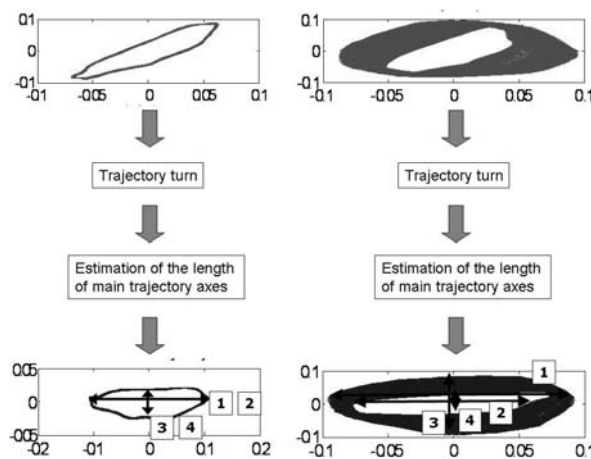 0.1
0
-0.1
-0.1 -0.05 0 0.05 0.1
0.1
0
-0.1
-0.1 -0.05 0 0.05 0.1
Trajectory turn
Trajectory turn
Estimation of the length
of main trajectory axes
Estimation of the length
of main trajectory axes
0.05
0
-0.05
1 2
3 4
-0.2 -0.1 0 0.1 0.2
0.1
0
-0.1
1
2
3 4
-0.1 -0.05 0 0.05 0.1